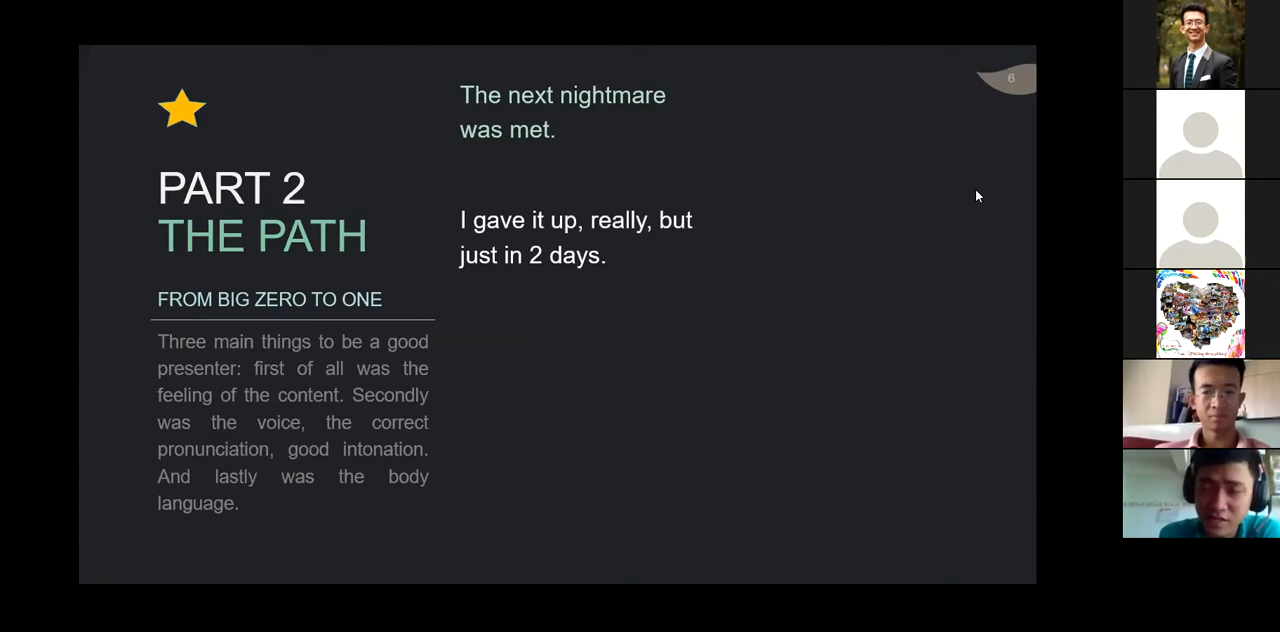 PART 2
THE PATH
FROM BIG ZERO TO ONE
Three main things to be a good
presenter: first of all was the
feeling of the content. Secondly
was the voice, the correct
pronunciation, good intonation.
And lastly was the body
language.
The next nightmare
was met.
I gave it up, really, but
just in 2 days.
6